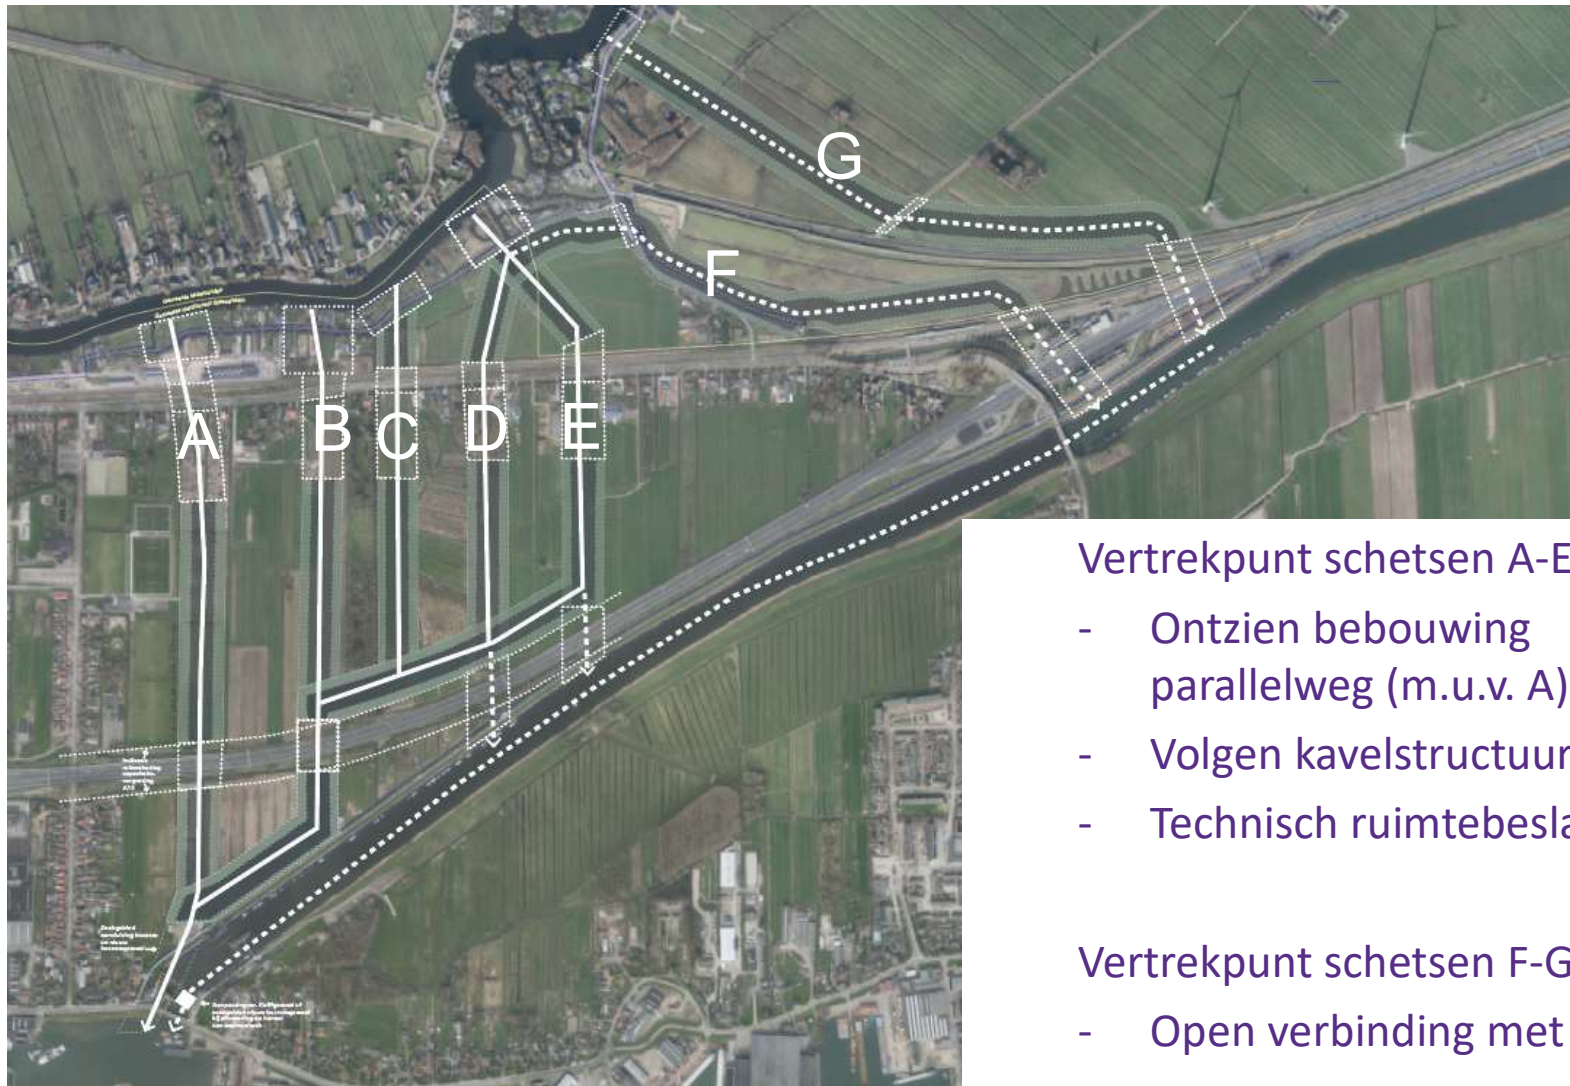 G
F
A
B
C
D
E
Vertrekpunt schetsen A-E
- Ontzien bebouwing
parallelweg (m.u.v. A)
- Volgen kavelstructuur
- Technisch ruimtebesla
Vertrekpunt schetsen F-G
- Open verbinding met